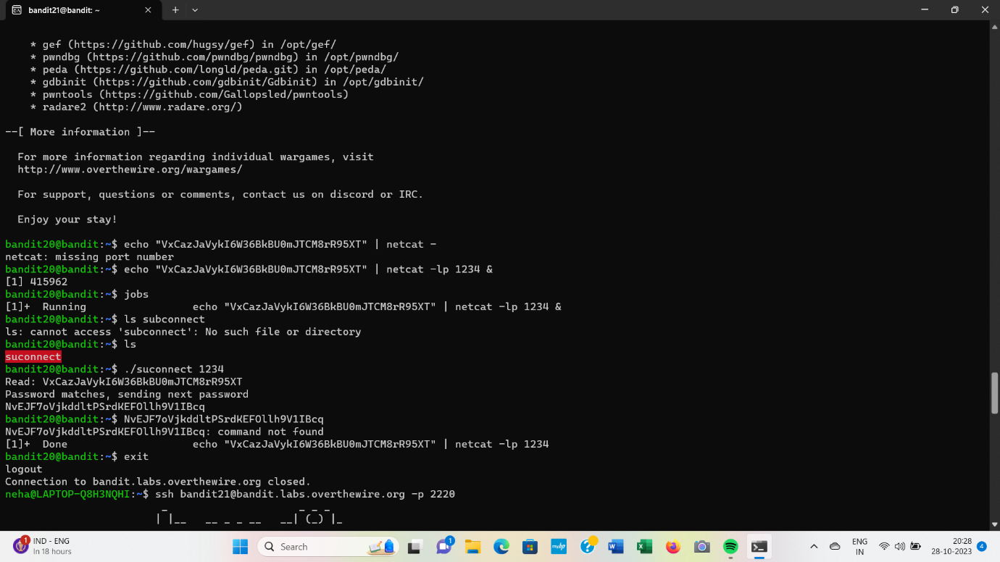 bandit21@bandit: ~
* gef (https://github.com/hugsy/gef) in /opt/gef/
* pwndbg (https://github.com/pwndbg/pwndbg) in /opt/pwndbg/
* peda (https://github.com/longld/peda.git) in /opt/peda/
* gdbinit (https://github.com/gdbinit/Gdbinit) in /opt/gdbinit/
* pwntools (https://github.com/Gallopsled/pwntools)
* radare2 (http://www.radare.org/)
--[ More information ]--
For more information regarding individual wargames, visit
http://www.overthewire.org/wargames/
For support, questions or comments, contact us on discord or IRC.
Enjoy your stay!
bandit20@bandit:~$ echo "VxCazJaVykI6W36BkBU0mJTCM8rR95XT" | netcat -
netcat: missing port number
bandit20@bandit:~$ echo "VxCazJaVykI6W36BkBU0mJTCM8rR95XT" | netcat -lp 1234 &
[1] 415962
bandit20@bandit:~$ jobs
[1]+  Running                 echo "VxCazJaVykI6W36BkBU0mJTCM8rR95XT" | netcat -lp 1234 &
bandit20@bandit:~$ ls subconnect
ls: cannot access 'subconnect': No such file or directory
bandit20@bandit:~$ ls
suconnect
bandit20@bandit:~$ ./suconnect 1234
Read: VxCazJaVykI6W36BkBU0mJTCM8rR95XT
Password matches, sending next password
NvEJF7oVjkddltPSrdKEFOllh9V1IBcq
bandit20@bandit:~$ NvEJF7oVjkddltPSrdKEFOllh9V1IBcq
NvEJF7oVjkddltPSrdKEFOllh9V1IBcq: command not found
[1]+  Done                    echo "VxCazJaVykI6W36BkBU0mJTCM8rR95XT" | netcat -lp 1234
bandit20@bandit:~$ exit
logout
Connection to bandit.labs.overthewire.org closed.
neha@LAPTOP-Q8H3NQHI:~$ ssh bandit21@bandit.labs.overthewire.org -p 2220
1
IND - ENG
In 18 hours
Search
1
myhp
ENG
IN
20:28
28-10-2023
4